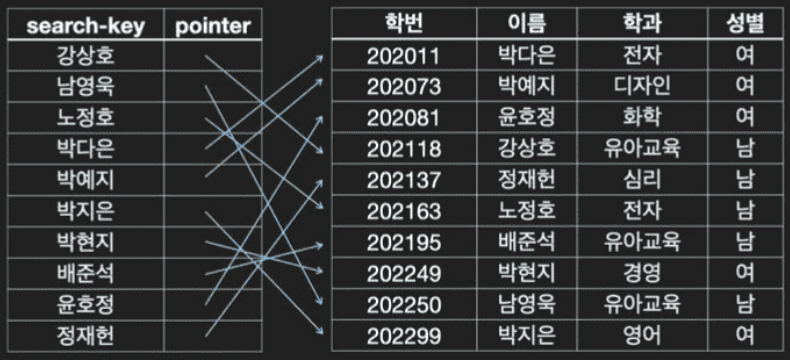 search-key pointer
강상호
남영욱
노정호
박다은
박예지
박지은
박현지
배준석
윤호정
정재헌
학번 이름 학과 성별
202011 박다은 전자 여
202073 박예지 디자인 여
202081 윤호정 화학 여
202118 강상호 유아교육 남
202137 정재헌 심리 남
202163 노정호 전자 남
202195 배준석 유아교육 남
202249 박현지 경영 여
202250 남영욱 유아교육 남
202299 박지은 영어 여